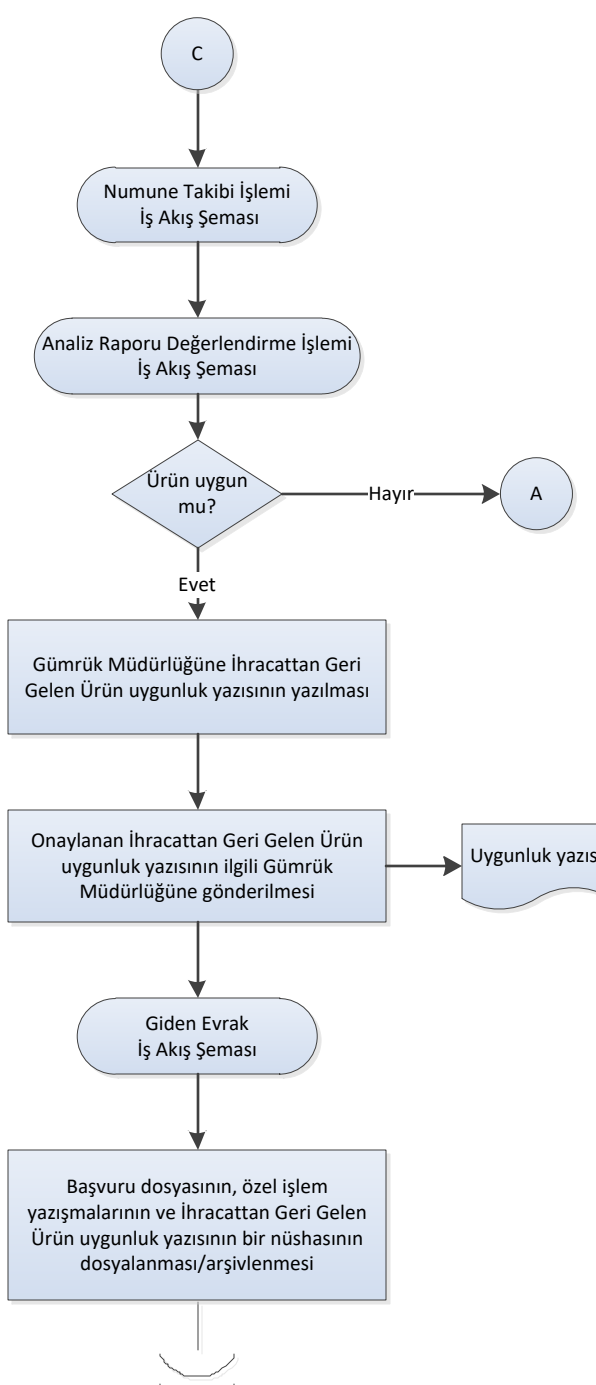 C
Numune Takibi İşlemi
İş Akış Şeması
Analiz Raporu Değerlendirme İşlemi
İş Akış Şeması
Ürün uygun
mu?
Hayır
A
Evet
Gümrük Müdürlüğüne İhracattan Geri
Gelen Ürün uygunluk yazısının yazılması
Onaylanan İhracattan Geri Gelen Ürün
uygunluk yazısının ilgili Gümrük
Müdürlüğüne gönderilmesi
Uygunluk
Giden Evrak
İş Akış Şeması
Başvuru dosyasının, özel işlem
yazışmalarının ve İhracattan Geri Gelen
Ürün uygunluk yazısının bir nüshasının
dosyalanması/arşivlenmesi